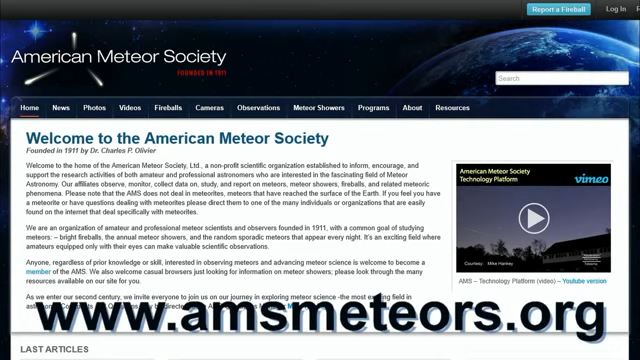 Report a Fireball
Log In
American Meteor Society
FOUNDED IN 1911
Search
Home News Photos Videos Fireballs Cameras Observations Meteor Showers Programs About Resources
Welcome to the American Meteor Society
Founded in 1911 by Dr. Charles P. Olivier
Welcome to the home of the American Meteor Society, Ltd., a non-profit scientific organization established to inform, encourage, and
support the research activities of both amateur and professional astronomers who are interested in the fascinating field of Meteor
Astronomy. Our affiliates observe, monitor, collect data on, study, and report on meteors, meteor showers, fireballs, and related meteoric
phenomena. Please note that the AMS does not deal in meteorites, meteors that have reached the surface of the Earth. If you feel you have
a meteorite or have questions dealing with meteorites please direct them to one of the many individuals or organizations that are easily
found on the internet that deal specifically with meteorites.
We are an organization of amateur and professional meteor scientists and observers founded in 1911, with a common goal of studying
meteors: – bright fireballs, the annual meteor showers, and the random sporadic meteors that appear every night. It's an exciting field where
amateurs equipped only with their eyes can make valuable scientific observations.
Anyone, regardless of prior knowledge or skill, interested in observing meteors and advancing meteor science is welcome to become a
member of the AMS. We also welcome casual browsers just looking for information on meteor showers; please look through the many
resources available on our site for you.
As we enter our second century, we invite everyone to join us on our journey in exploring meteor science -the most exciting field in
American Meteor Society
Technology Platform
vimeo
Courtesy: Mike Hankey
AMS – Technology Platform (video) – Youtube version
www.amsmeteors.org
LAST ARTICLES